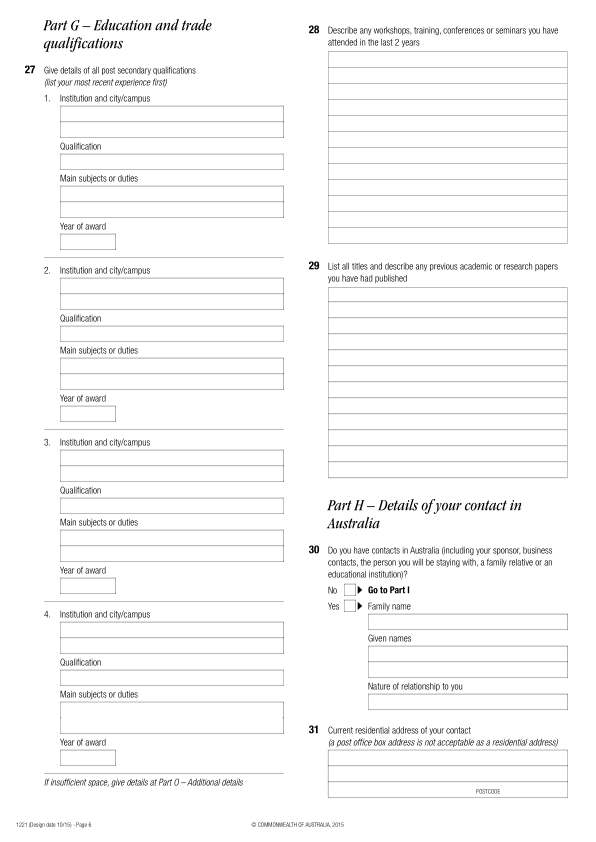 Part G – Education and trade
qualifications
27 Give details of all post secondary qualifications
(list your most recent experience first)
1. Institution and city/campus
Qualification
Main subjects or duties
Year of award
2. Institution and city/campus
Qualification
Main subjects or duties
Year of award
3. Institution and city/campus
Qualification
Main subjects or duties
Year of award
4. Institution and city/campus
Qualification
Main subjects or duties
Year of award
If insufficient space, give details at Part O – Additional details
28 Describe any workshops, training, conferences or seminars you have
attended in the last 2 years
29 List all titles and describe any previous academic or research papers
you have had published
Part H – Details of your contact in
Australia
30 Do you have contacts in Australia (including your sponsor, business
contacts, the person you will be staying with, a family relative or an
educational institution)?
No Go to Part I
Yes Family name
Given names
Nature of relationship to you
31 Current residential address of your contact
(a post office box address is not acceptable as a residential address)
POSTCODE
1221 (Design date 10/15) - Page 6
© COMMONWEALTH OF AUSTRALIA, 2015